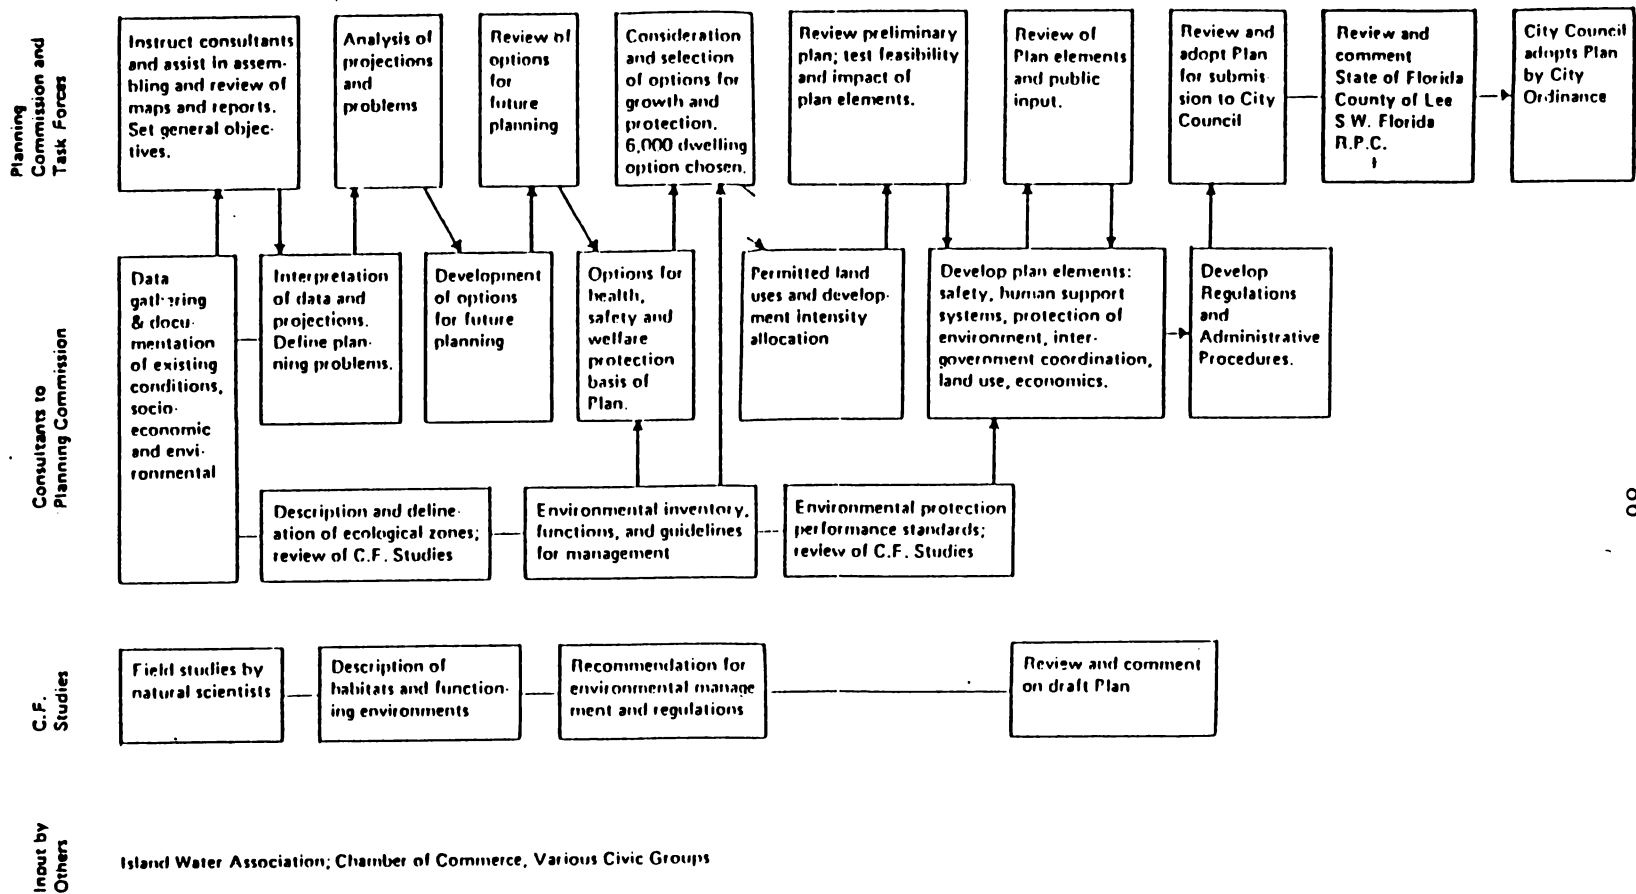 Planning
Commission and
Task Forces
Instruct consultants
and assist in assem-
bling and review of
maps and reports.
Set general objec-
tives.
Analysis of
projections
and
problems
Review of
options
for
future
planning
Consideration
and selection
of options for
growth and
protection.
6,000 dwelling
option chosen.
Review preliminary
plan; test feasibility
and impact of
plan elements.
Review of
Plan elements
and public
input.
Review and
adopt Plan
for submis-
sion to City
Council
Review and
comment
State of Florida
County of Lee
S.W. Florida
R.P.C.
City Council
adopts Plan
by City
Ordinance
Consultants to
Planning Commission
Data
gathering
& docu-
mentation
of existing
conditions,
socio-
economic
and envi-
ronmental
Interpretation
of data and
projections.
Define plan-
ning problems.
Development
of options
for future
planning
Options for
health,
safety and
welfare
protection
basis of
Plan.
Permitted land
uses and develop-
ment intensity
allocation
Develop plan elements:
safety, human support
systems, protection of
environment, inter-
government coordination,
land use, economics.
Develop
Regulations
and
Administrative
Procedures.
Description and deline-
ation of ecological zones;
review of C.F. Studies
Environmental inventory,
functions, and guidelines
for management
Environmental protection
performance standards;
review of C.F. Studies
C.F.
Studies
Field studies by
natural scientists
Description of
habitats and function-
ing environments
Recommendation for
environmental manage
ment and regulations
Review and comment
on draft Plan
Input by
Others
Island Water Association; Chamber of Commerce, Various Civic Groups